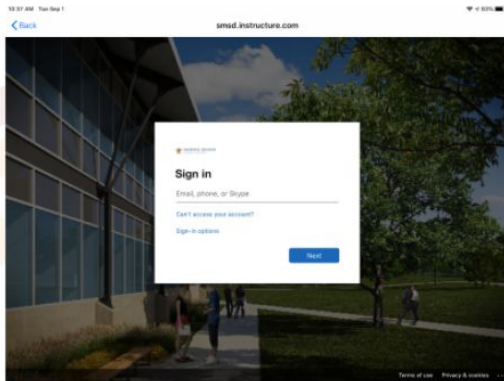 10:57 AM Tue Sep 1
Back
smsd.instructure.com
Sign in
Email, phone, or Skype
Can't access your account?
Sign-in options
Next
Terms of use Privacy & cookies ...